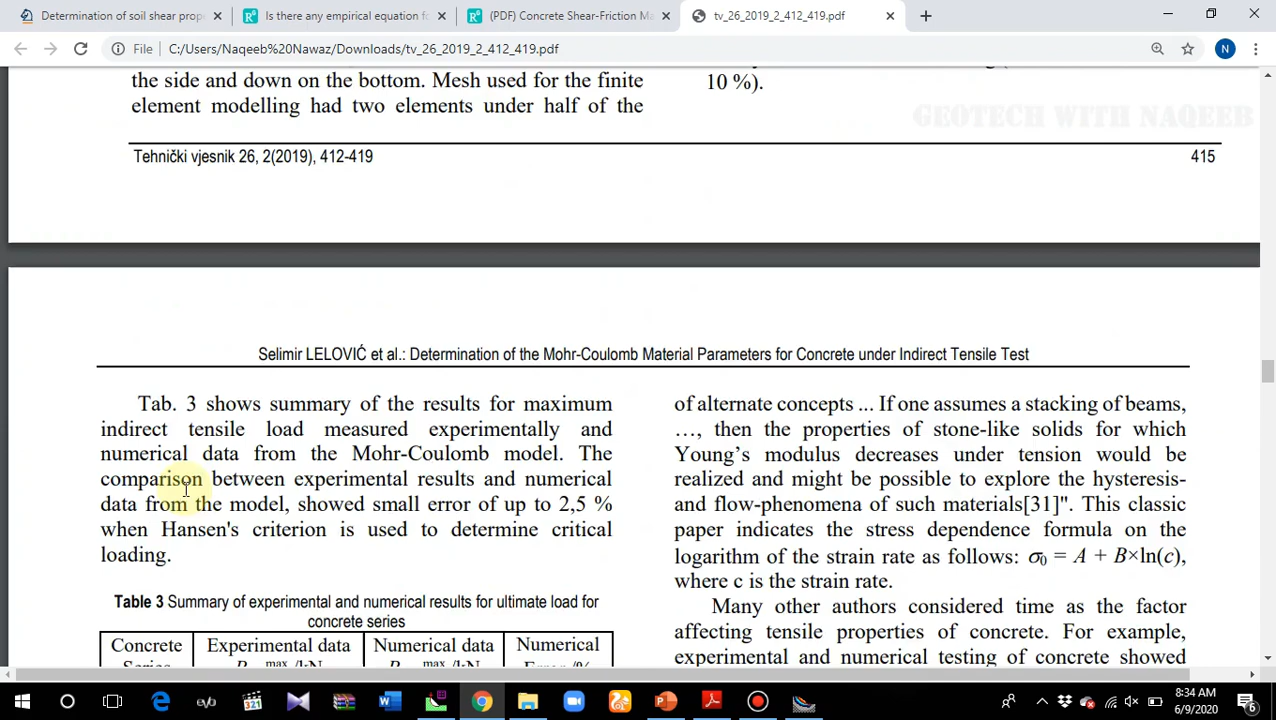 Determination of soil shear prop
Is there any empirical equation fo
(PDF) Concrete Shear-Friction Ma
tv_26_2019_2_412_419.pdf
File
C:/Users/Naqeeb%20Nawaz/Downloads/tv_26_2019_2_412_419.pdf
N
the side and down on the bottom. Mesh used for the finite
element modelling had two elements under half of the
10 %).
GEOTECH WITH NAQEEB
Tehnički vjesnik 26, 2(2019), 412-419
415
Selimir LELOVIĆ et al.: Determination of the Mohr-Coulomb Material Parameters for Concrete under Indirect Tensile Test
Tab. 3 shows summary of the results for maximum
indirect tensile load measured experimentally and
numerical data from the Mohr-Coulomb model. The
comparison between experimental results and numerical
data from the model, showed small error of up to 2,5 %
when Hansen's criterion is used to determine critical
loading.
Table 3 Summary of experimental and numerical results for ultimate load for
concrete series
Concrete Series
Experimental data
Numerical data
Numerical Error /%
of alternate concepts ... If one assumes a stacking of beams,
…, then the properties of stone-like solids for which
Young's modulus decreases under tension would be
realized and might be possible to explore the hysteresis-
and flow-phenomena of such materials[31]". This classic
paper indicates the stress dependence formula on the
logarithm of the strain rate as follows: σ0 = A + B×ln(c),
where c is the strain rate.
Many other authors considered time as the factor
affecting tensile properties of concrete. For example,
experimental and numerical testing of concrete showed
8:34 AM
6/9/2020
6